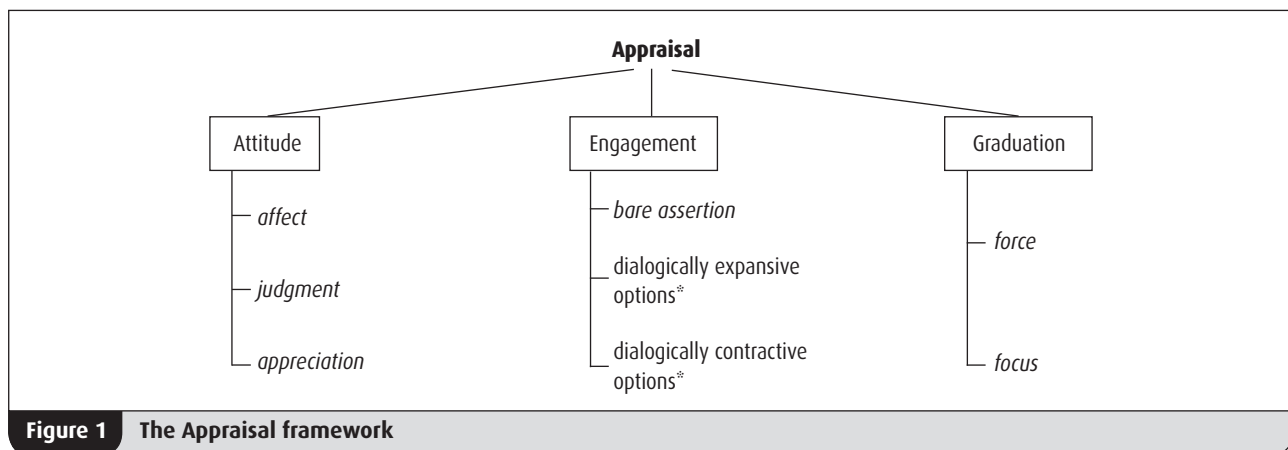 Appraisal
Attitude
affect
judgment
appreciation
Engagement
bare assertion
dialogically expansive
options*
dialogically contractive
options*
Graduation
force
focus
Figure 1 The Appraisal framework